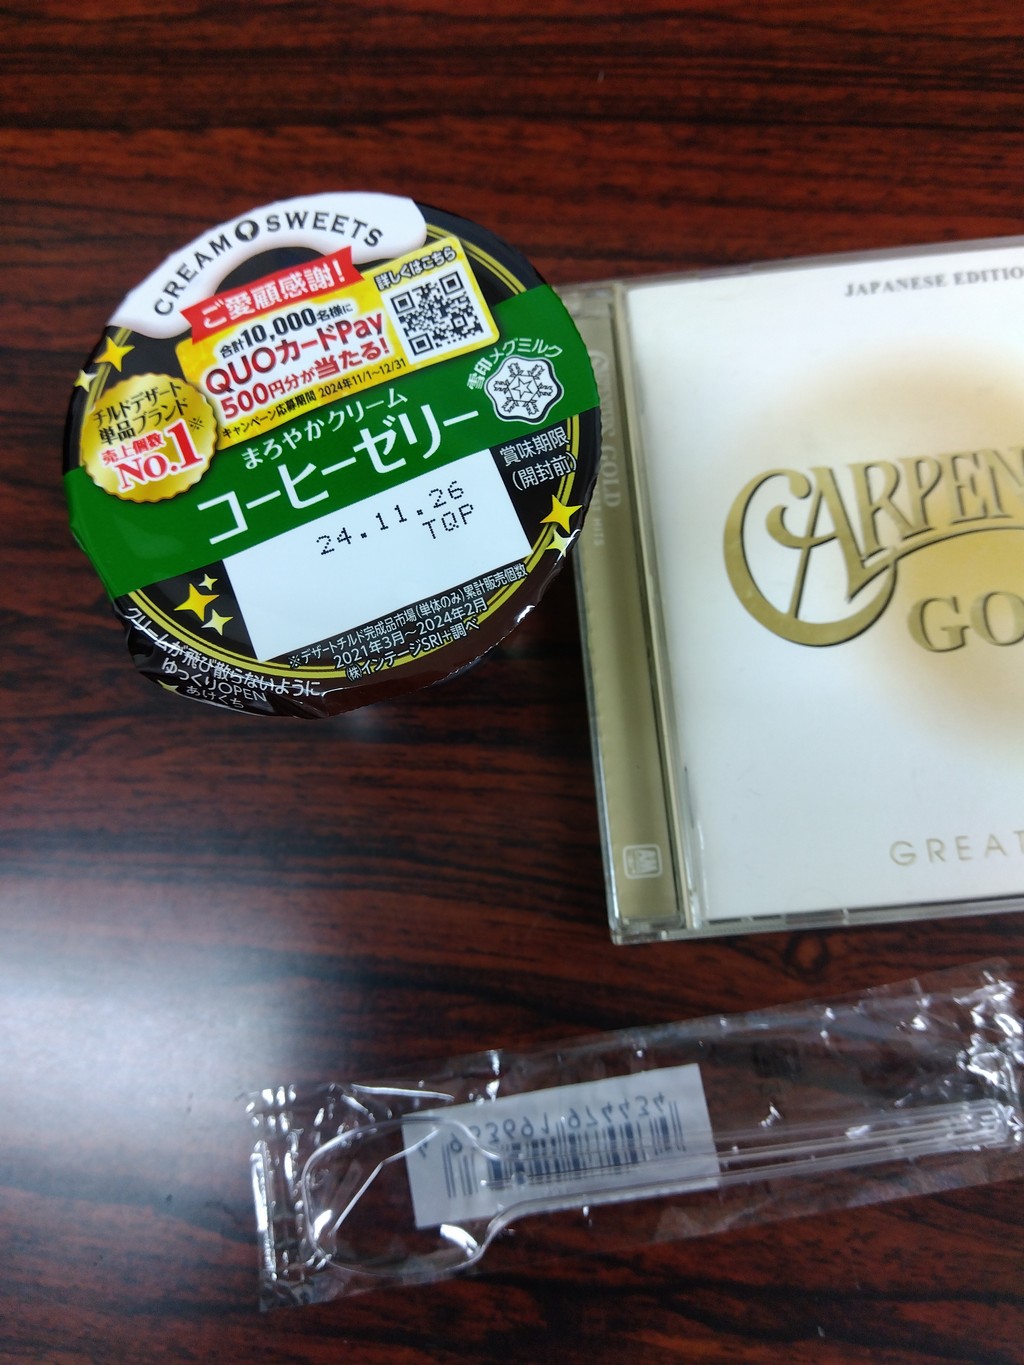 CREAM SWEETS
ご愛顧感謝！
合計10,000名様に
QUOカードPay
500円分が当たる！
キャンペーン応募期間 2024年11/1～12/31
詳しくはこちら
雪印メグミルク
チルドデザート
単品ブランド※
売上個数
No.1
まろやかクリーム
コーヒーゼリー
賞味期限
(開封前)
24.11.26
TQP
※デザートチルド完成品市場(単体のみ)累計販売個数
2021年3月～2024年2月
(株)インテージSRI+調べ
クリームが飛び散らないように、
ゆっくりOPEN
あけくち
JAPANESE EDITION
CARPEN
GO
GREAT
GOLD
4 953691 974434